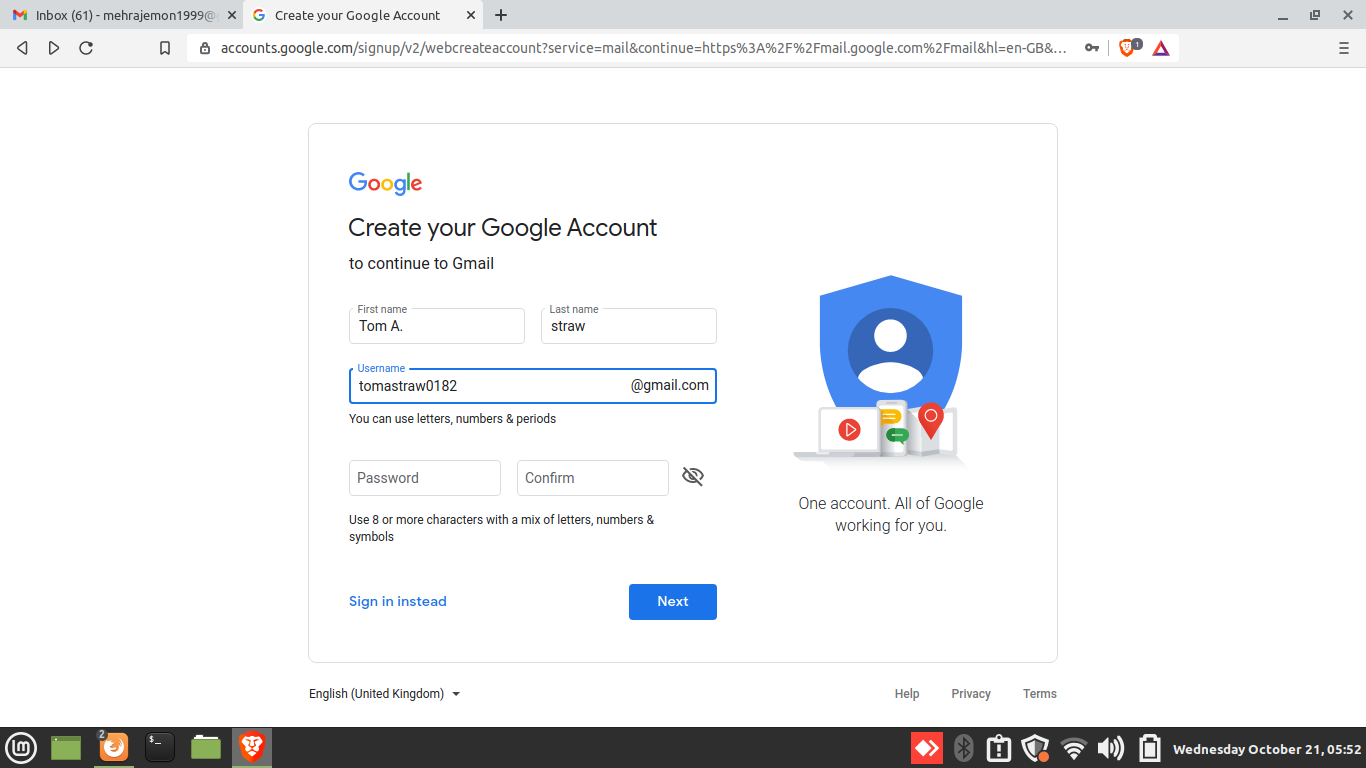 Inbox (61) - mehrajemon1999@
Create your Google Account
accounts.google.com/signup/v2/webcreateaccount?service=mail&continue=https%3A%2F%2Fmail.google.com%2Fmail&hl=en-GB&...
1
Google
Create your Google Account
to continue to Gmail
First name
Last name
Tom A.
straw
Username
tomastraw0182
@gmail.com
You can use letters, numbers & periods
Password
Confirm
Use 8 or more characters with a mix of letters, numbers &
symbols
One account. All of Google
working for you.
Sign in instead
Next
English (United Kingdom)
Help
Privacy
Terms
2
$_
Wednesday October 21, 05:52